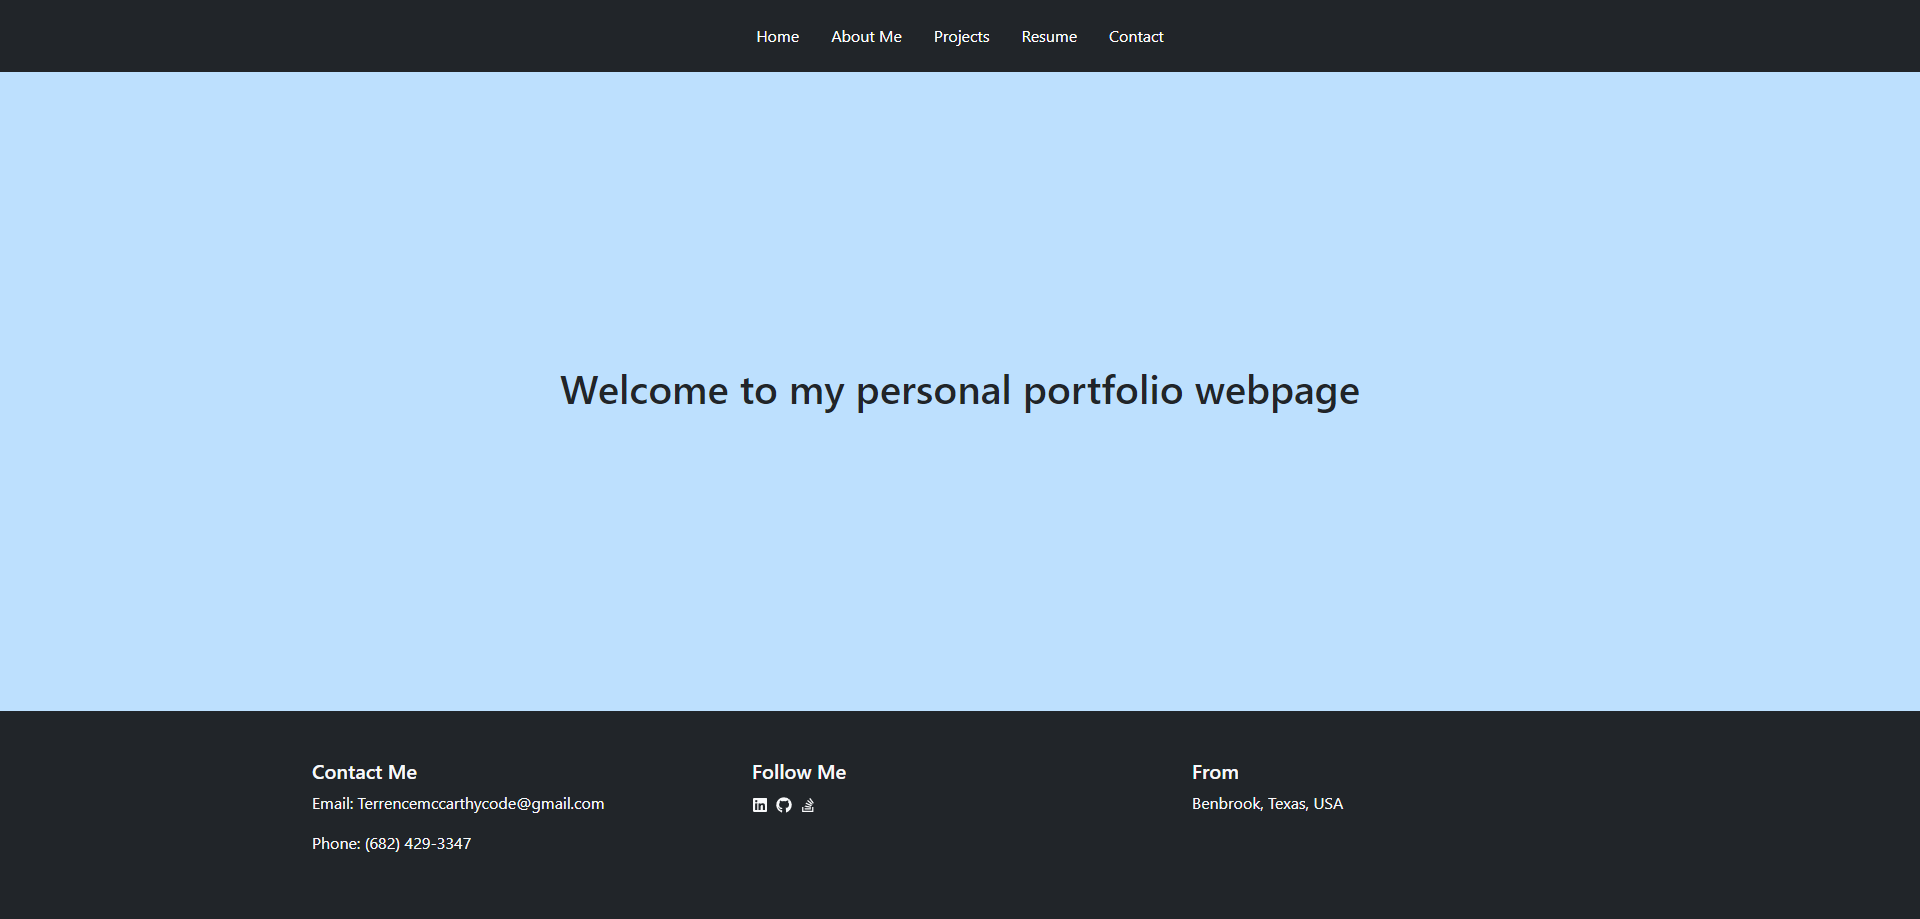 Home About Me Projects Resume Contact
Welcome to my personal portfolio webpage
Contact Me
Email: Terrencemccarthycode@gmail.com
Phone: (682) 429-3347
Follow Me
From
Benbrook, Texas, USA